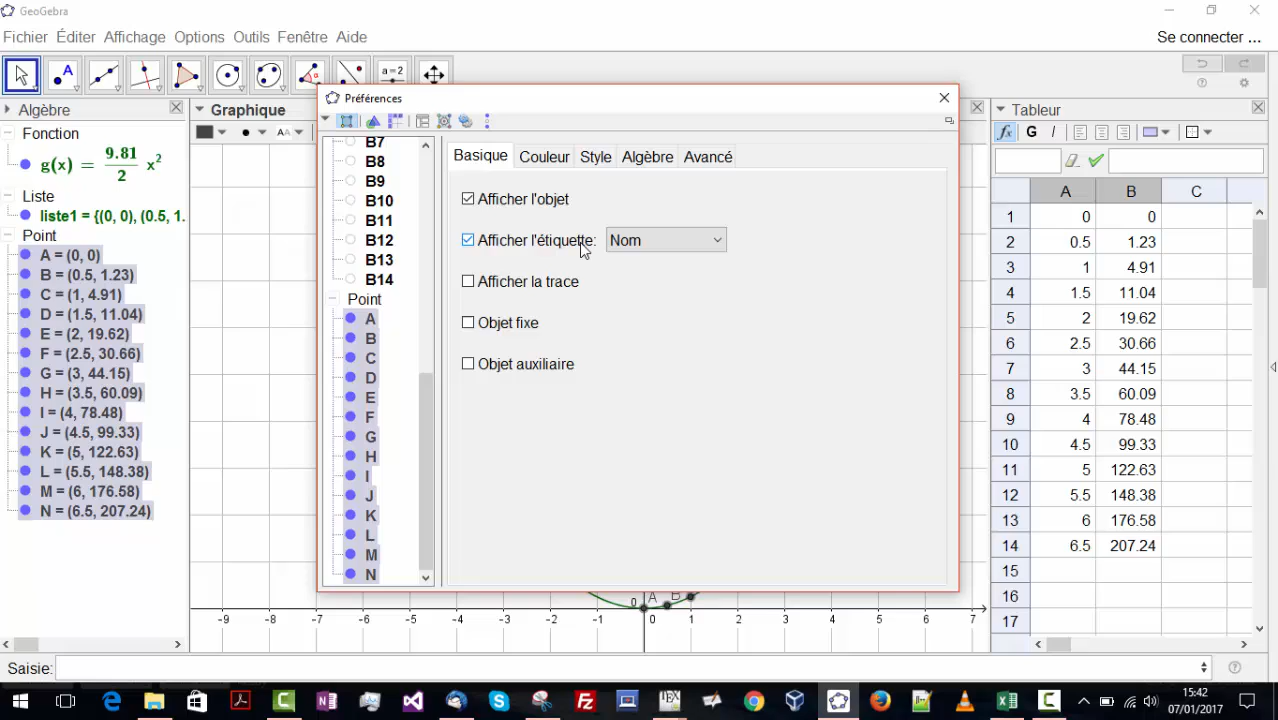 GeoGebra
Fichier Éditer Affichage Options Outils Fenêtre Aide
Se connecter ...
a = 2
Algèbre
Fonction
g(x) = 9.81 / 2 x²
Liste
liste1 = {(0, 0), (0.5, 1.
Point
A = (0, 0)
B = (0.5, 1.23)
C = (1, 4.91)
D = (1.5, 11.04)
E = (2, 19.62)
F = (2.5, 30.66)
G = (3, 44.15)
H = (3.5, 60.09)
I = (4, 78.48)
J = (4.5, 99.33)
K = (5, 122.63)
L = (5.5, 148.38)
M = (6, 176.58)
N = (6.5, 207.24)
Graphique
AA
Préférences
B7
B8
B9
B10
B11
B12
B13
B14
Point
A
B
C
D
E
F
G
H
I
J
K
L
M
N
Basique Couleur Style Algèbre Avancé
Afficher l'objet
Afficher l'étiquette: Nom
Afficher la trace
Objet fixe
Objet auxiliaire
0 A B
-9 -8 -7 -6 -5 -4 -3 -2 -1 0 1 2 3 4 5 6 7
Tableur
fx G I
A B C
1 0 0
2 0.5 1.23
3 1 4.91
4 1.5 11.04
5 2 19.62
6 2.5 30.66
7 3 44.15
8 3.5 60.09
9 4 78.48
10 4.5 99.33
11 5 122.63
12 5.5 148.38
13 6 176.58
14 6.5 207.24
15
16
17
Saisie:
15:42
07/01/2017